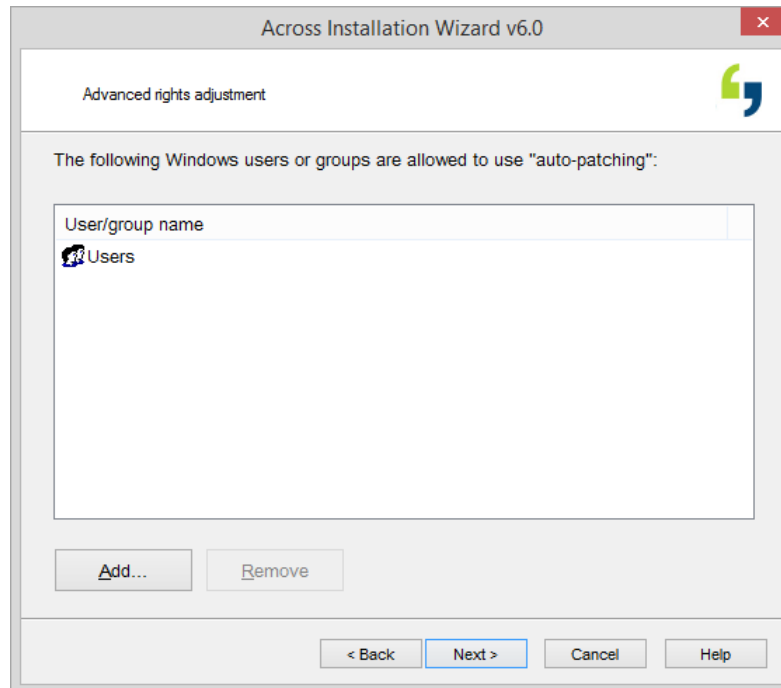 Across Installation Wizard v6.0
Advanced rights adjustment
The following Windows users or groups are allowed to use "auto-patching":
User/group name
Users
Add...
Remove
< Back
Next >
Cancel
Help